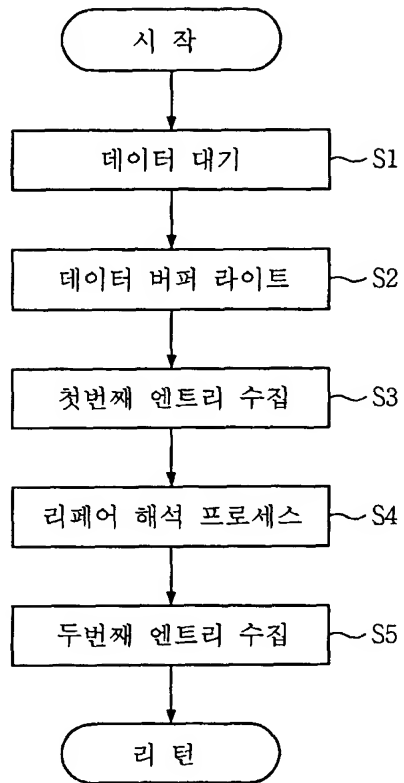 시 작
데이터 대기 S1
데이터 버퍼 라이트 S2
첫번째 엔트리 수집 S3
리페어 해석 프로세스 S4
두번째 엔트리 수집 S5
리 턴